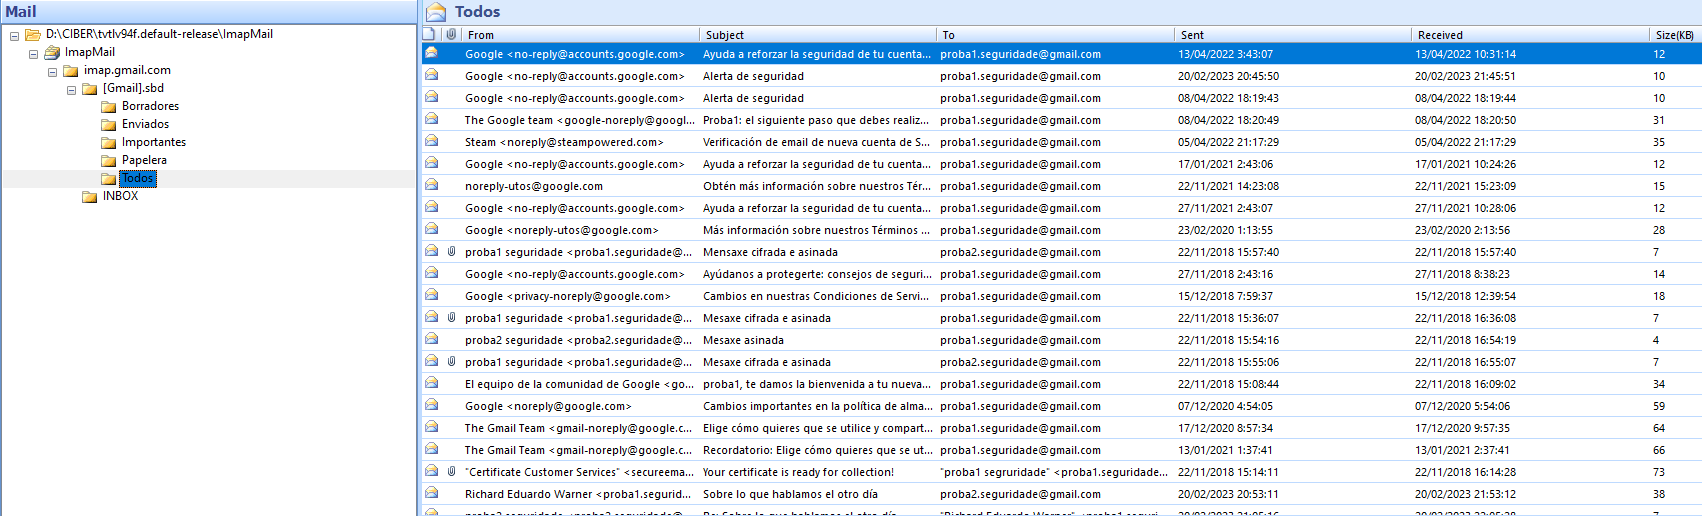 Mail
D:\CIBER\tvtlv94f.default-release\ImapMail
ImapMail
imap.gmail.com
[Gmail].sbd
Borradores
Enviados
Importantes
Papelera
Todos
INBOX
Todos
From Subject To Sent Received Size(KB)
Google <no-reply@accounts.google.com> Ayuda a reforzar la seguridad de tu cuenta... proba1.seguridade@gmail.com 13/04/2022 3:43:07 13/04/2022 10:31:14 12
Google <no-reply@accounts.google.com> Alerta de seguridad proba1.seguridade@gmail.com 20/02/2023 20:45:50 20/02/2023 21:45:51 10
Google <no-reply@accounts.google.com> Alerta de seguridad proba1.seguridade@gmail.com 08/04/2022 18:19:43 08/04/2022 18:19:44 10
The Google team <google-noreply@googl... Proba1: el siguiente paso que debes realiz... proba1.seguridade@gmail.com 08/04/2022 18:20:49 08/04/2022 18:20:50 31
Steam <noreply@steampowered.com> Verificación de email de nueva cuenta de S... proba1.seguridade@gmail.com 05/04/2022 21:17:29 05/04/2022 21:17:29 35
Google <no-reply@accounts.google.com> Ayuda a reforzar la seguridad de tu cuenta... proba1.seguridade@gmail.com 17/01/2021 2:43:06 17/01/2021 10:24:26 12
noreply-utos@google.com Obtén más información sobre nuestros Tér... proba1.seguridade@gmail.com 22/11/2021 14:23:08 22/11/2021 15:23:09 15
Google <no-reply@accounts.google.com> Ayuda a reforzar la seguridad de tu cuenta... proba1.seguridade@gmail.com 27/11/2021 2:43:07 27/11/2021 10:28:06 12
Google <noreply-utos@google.com> Más información sobre nuestros Términos ... proba1.seguridade@gmail.com 23/02/2020 1:13:55 23/02/2020 2:13:56 28
proba1 seguridade <proba1.seguridade@... Mensaxe cifrada e asinada proba2.seguridade@gmail.com 22/11/2018 15:57:40 22/11/2018 15:57:40 7
Google <no-reply@accounts.google.com> Ayúdanos a protegerte: consejos de seguri... proba1.seguridade@gmail.com 27/11/2018 2:43:16 27/11/2018 8:38:23 14
Google <privacy-noreply@google.com> Cambios en nuestras Condiciones de Servi... proba1.seguridade@gmail.com 15/12/2018 7:59:37 15/12/2018 12:39:54 18
proba1 seguridade <proba1.seguridade@... Mesaxe cifrada e asinada proba1.seguridade@gmail.com 22/11/2018 15:36:07 22/11/2018 16:36:08 7
proba2 seguridade <proba2.seguridade@... Mesaxe asinada proba1.seguridade@gmail.com 22/11/2018 15:54:16 22/11/2018 16:54:19 4
proba1 seguridade <proba1.seguridade@... Mesaxe cifrada e asinada proba2.seguridade@gmail.com 22/11/2018 15:55:06 22/11/2018 16:55:07 7
El equipo de la comunidad de Google <go... proba1, te damos la bienvenida a tu nueva... proba1.seguridade@gmail.com 22/11/2018 15:08:44 22/11/2018 16:09:02 34
Google <noreply@google.com> Cambios importantes en la política de alma... proba1.seguridade@gmail.com 07/12/2020 4:54:05 07/12/2020 5:54:06 59
The Gmail Team <gmail-noreply@google.c... Elige cómo quieres que se utilice y compart... proba1.seguridade@gmail.com 17/12/2020 8:57:34 17/12/2020 9:57:35 64
The Gmail Team <gmail-noreply@google.c... Recordatorio: Elige cómo quieres que se ut... proba1.seguridade@gmail.com 13/01/2021 1:37:41 13/01/2021 2:37:41 66
"Certificate Customer Services" <secureema... Your certificate is ready for collection! "proba1 segruridade" <proba1.seguridade... 22/11/2018 15:14:11 22/11/2018 16:14:28 73
Richard Eduardo Warner <proba1.segurid... Sobre lo que hablamos el otro día proba2.seguridade@gmail.com 20/02/2023 20:53:11 20/02/2023 21:53:12 38